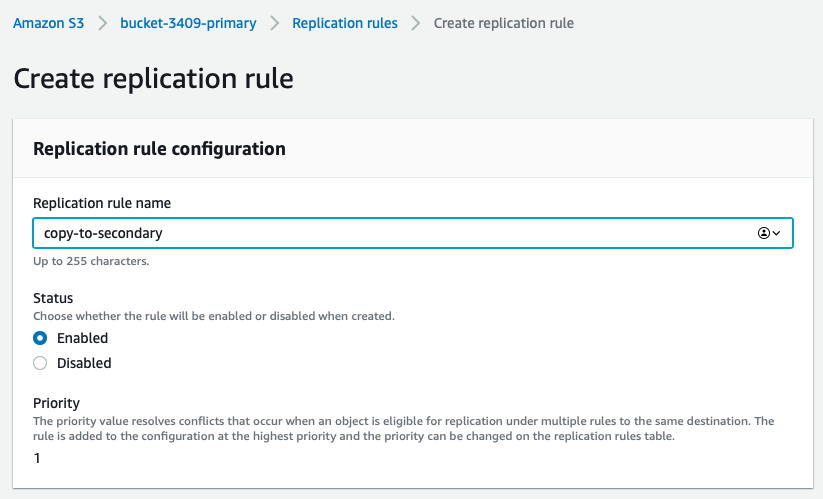 Amazon S3 > bucket-3409-primary > Replication rules > Create replication rule
Create replication rule
Replication rule configuration
Replication rule name
copy-to-secondary
Up to 255 characters.
Status
Choose whether the rule will be enabled or disabled when created.
Enabled
Disabled
Priority
The priority value resolves conflicts that occur when an object is eligible for replication under multiple rules to the same destination. The
rule is added to the configuration at the highest priority and the priority can be changed on the replication rules table.
1